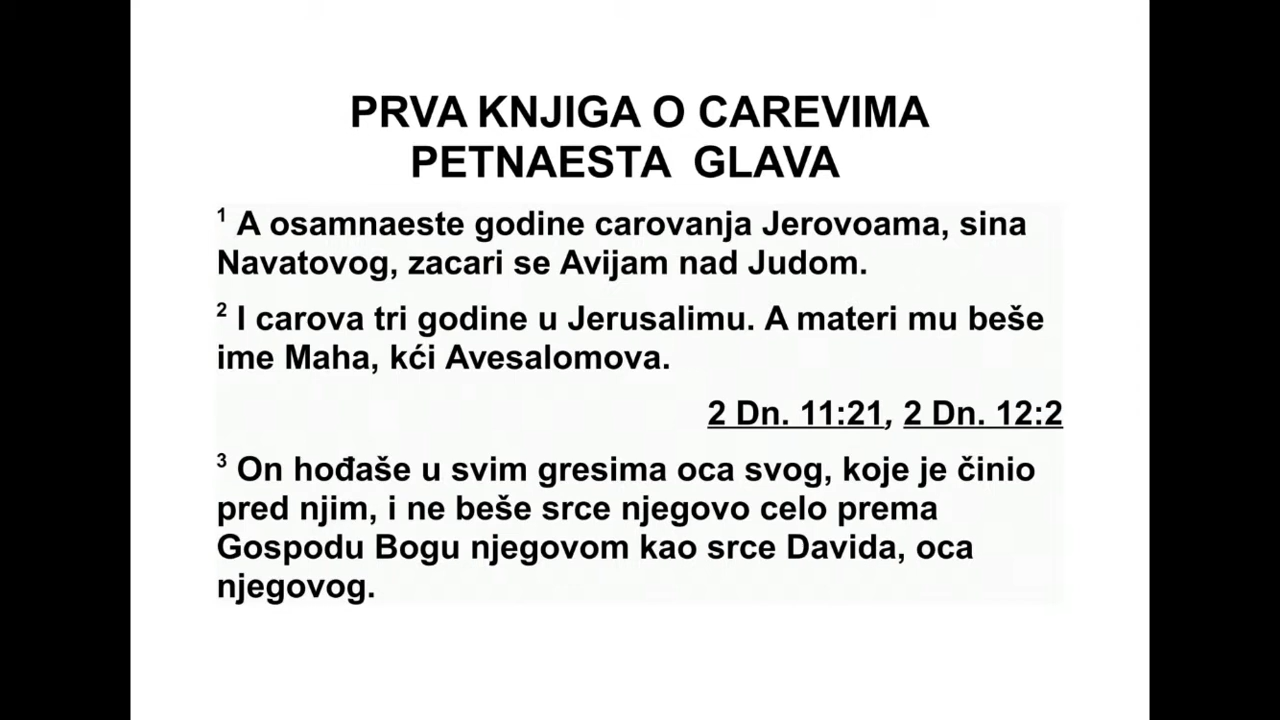 PRVA KNJIGA O CAREVIMA
PETNAESTA GLAVA
1 A osamnaeste godine carovanja Jerovoama, sina
Navatovog, zacari se Avijam nad Judom.
2 I carova tri godine u Jerusalimu. A materi mu beše
ime Maha, kći Avesalomova.
2 Dn. 11:21, 2 Dn. 12:2
3 On hođaše u svim gresima oca svog, koje je činio
pred njim, i ne beše srce njegovo celo prema
Gospodu Bogu njegovom kao srce Davida, oca
njegovog.